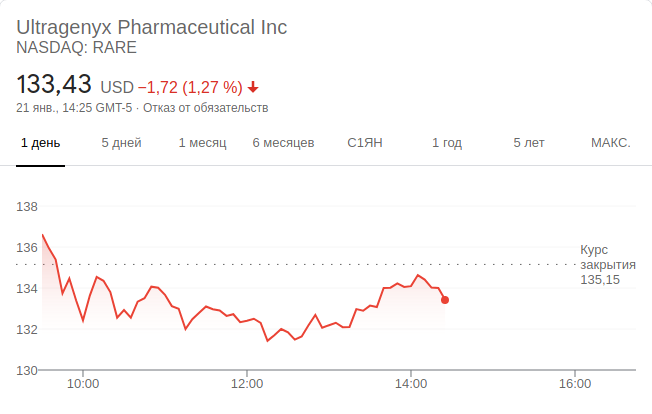 Ultragenyx Pharmaceutical Inc
NASDAQ: RARE
133,43 USD −1,72 (1,27 %)
21 янв., 14:25 GMT-5 · Отказ от обязательств
1 день 5 дней 1 месяц 6 месяцев С1ЯН 1 год 5 лет МАКС.
138
136
134
132
130
Курс
закрытия
135,15
10:00 12:00 14:00 16:00